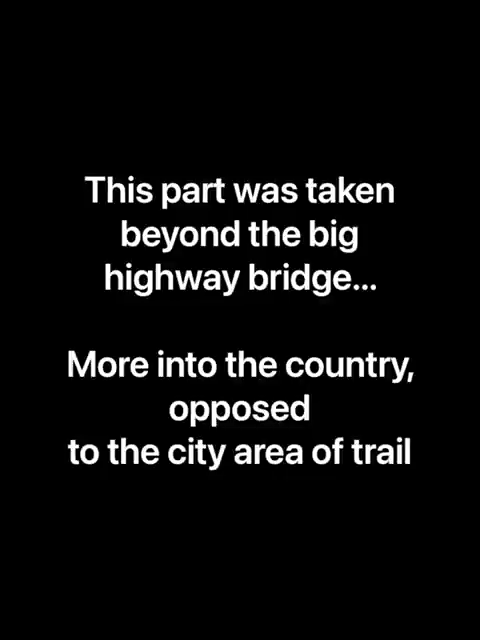 This part was taken
beyond the big
highway bridge...
More into the country,
opposed
to the city area of trail